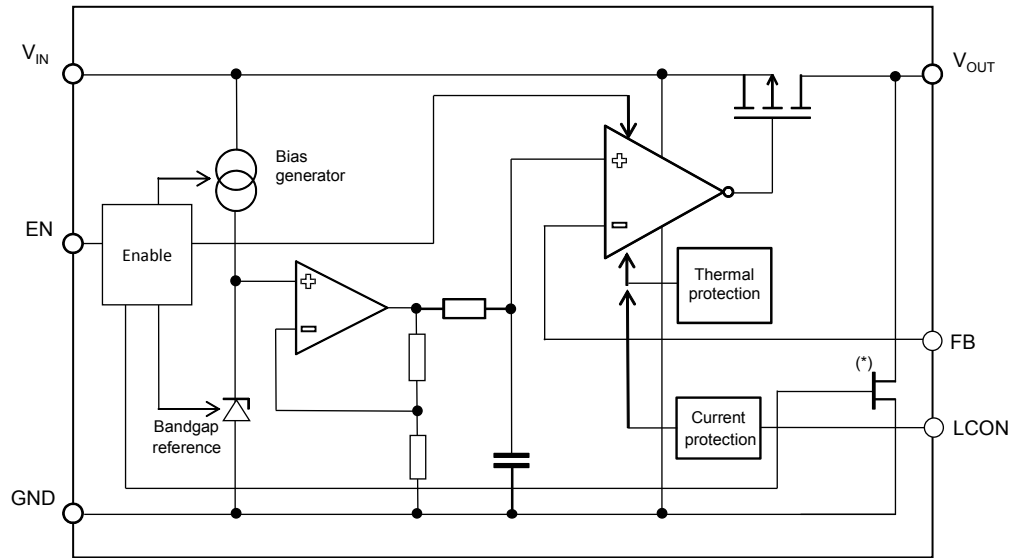 VIN
VOUT
Bias
generator
EN
Enable
Thermal
protection
FB
(*)
Bandgap
reference
Current
protection
LCON
GND